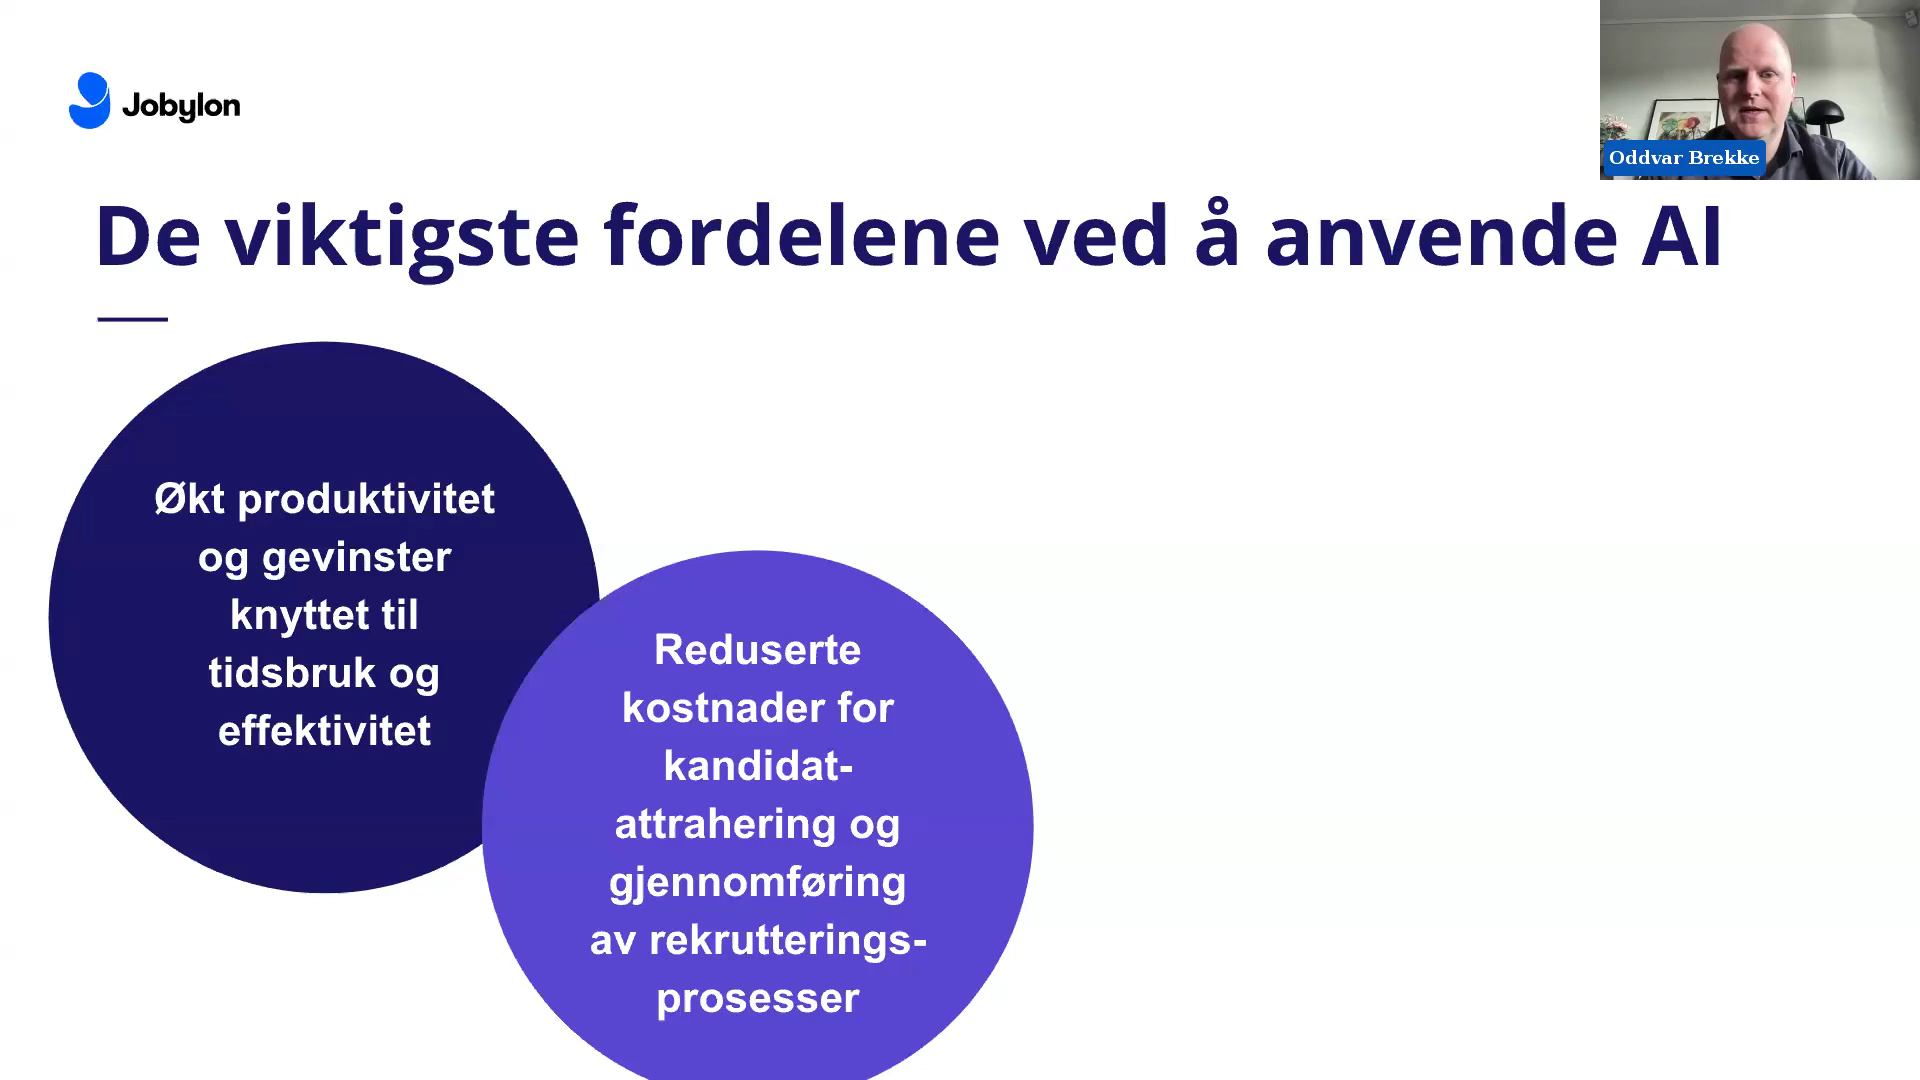 Jobylon
Oddvar Brekke
De viktigste fordelene ved å anvende AI
Økt produktivitet
og gevinster
knyttet til
tidsbruk og
effektivitet
Reduserte
kostnader for
kandidat-
attrahering og
gjennomføring
av rekrutterings-
prosesser